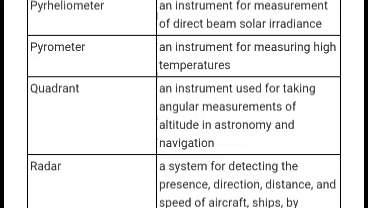 Pyrheliometer an instrument for measurement
of direct beam solar irradiance
Pyrometer an instrument for measuring high
temperatures
Quadrant an instrument used for taking
angular measurements of
altitude in astronomy and
navigation
Radar a system for detecting the
presence, direction, distance, and
speed of aircraft, ships, by